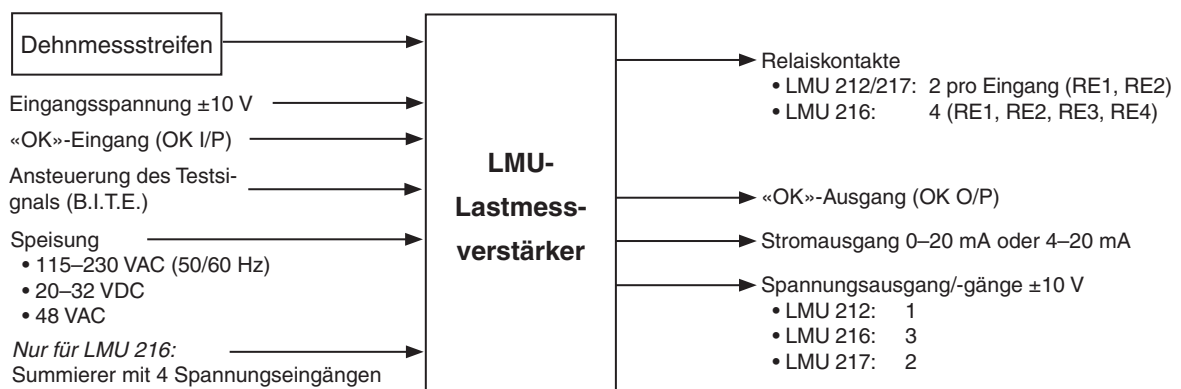 Dehnmessstreifen
Eingangsspannung ±10 V
«OK»-Eingang (OK I/P)
Ansteuerung des Testsi-
gnals (B.I.T.E.)
Speisung
• 115–230 VAC (50/60 Hz)
• 20–32 VDC
• 48 VAC
Nur für LMU 216:
Summierer mit 4 Spannungseingängen
LMU-
Lastmess-
verstärker
Relaiskontakte
• LMU 212/217: 2 pro Eingang (RE1, RE2)
• LMU 216: 4 (RE1, RE2, RE3, RE4)
«OK»-Ausgang (OK O/P)
Stromausgang 0–20 mA oder 4–20 mA
Spannungsausgang/-gänge ±10 V
• LMU 212: 1
• LMU 216: 3
• LMU 217: 2